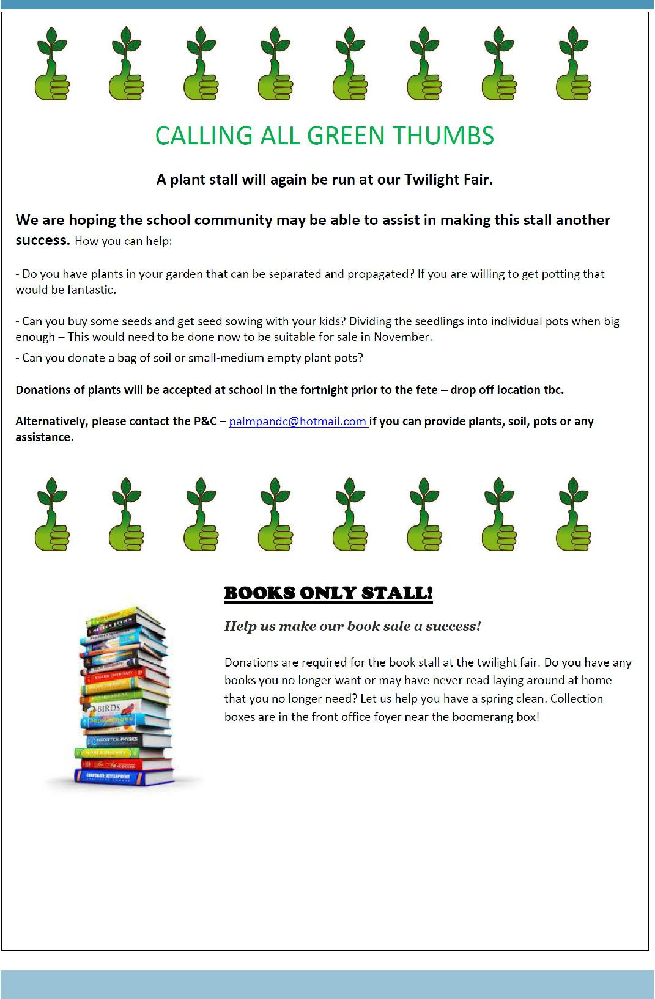 CALLING ALL GREEN THUMBS
A plant stall will again be run at our Twilight Fair.
We are hoping the school community may be able to assist in making this stall another
success. How you can help:
- Do you have plants in your garden that can be separated and propagated? If you are willing to get potting that
would be fantastic.
- Can you buy some seeds and get seed sowing with your kids? Dividing the seedlings into individual pots when big
enough – This would need to be done now to be suitable for sale in November.
- Can you donate a bag of soil or small-medium empty plant pots?
Donations of plants will be accepted at school in the fortnight prior to the fete – drop off location tbc.
Alternatively, please contact the P&C – palmpandc@hotmail.com if you can provide plants, soil, pots or any
assistance.
BOOKS ONLY STALL!
Help us make our book sale a success!
Donations are required for the book stall at the twilight fair. Do you have any
books you no longer want or may have never read laying around at home
that you no longer need? Let us help you have a spring clean. Collection
boxes are in the front office foyer near the boomerang box!
ENGLISH DICTIONARY
BIRDS
THEORETICAL PHYSICS
SUCCESS
CORPORATE DEVELOPMENT